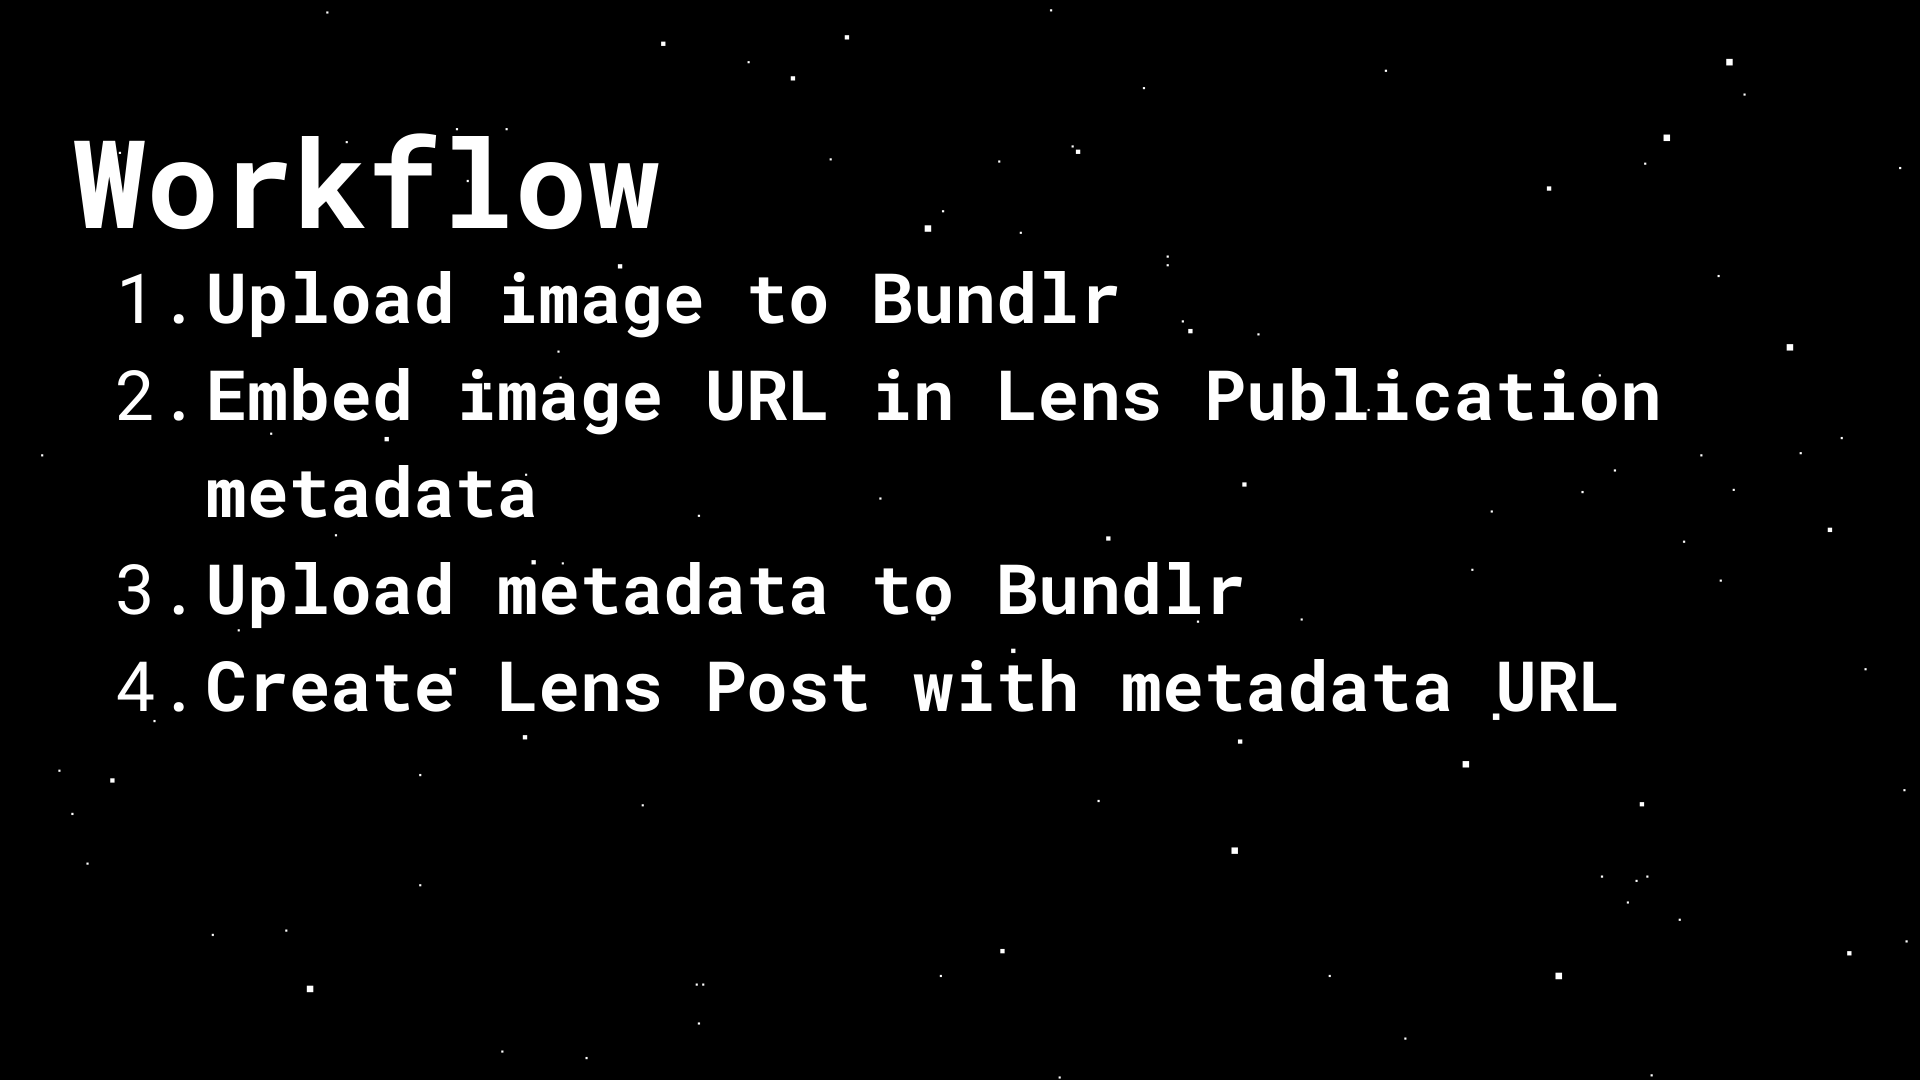 Workflow
1. Upload image to Bundlr
2. Embed image URL in Lens Publication
metadata
3. Upload metadata to Bundlr
4. Create Lens Post with metadata URL